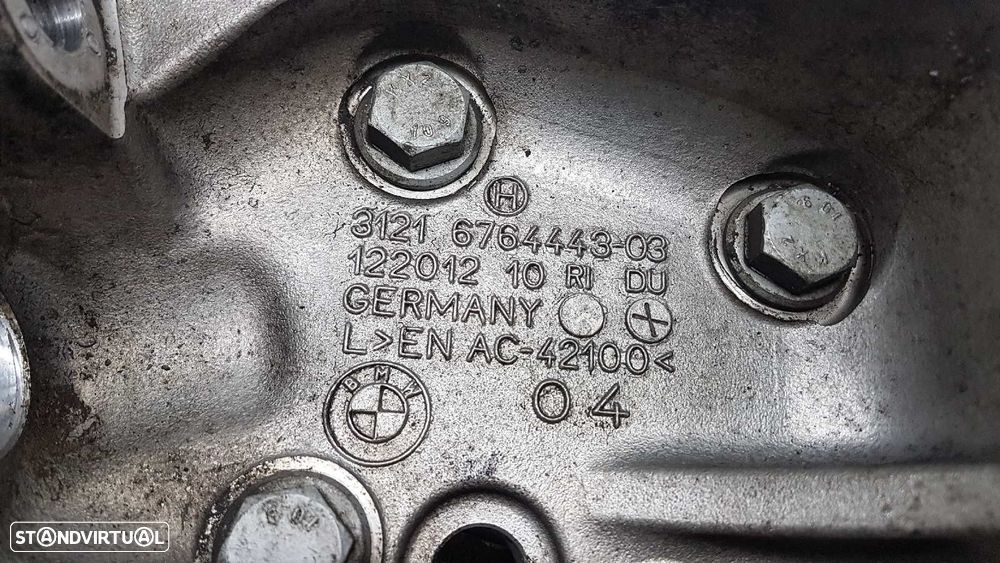 H
3121 6764443-03
122012 10 RI DU
GERMANY
L>EN AC-42100<
BMW
04
STANDVIRTUAL